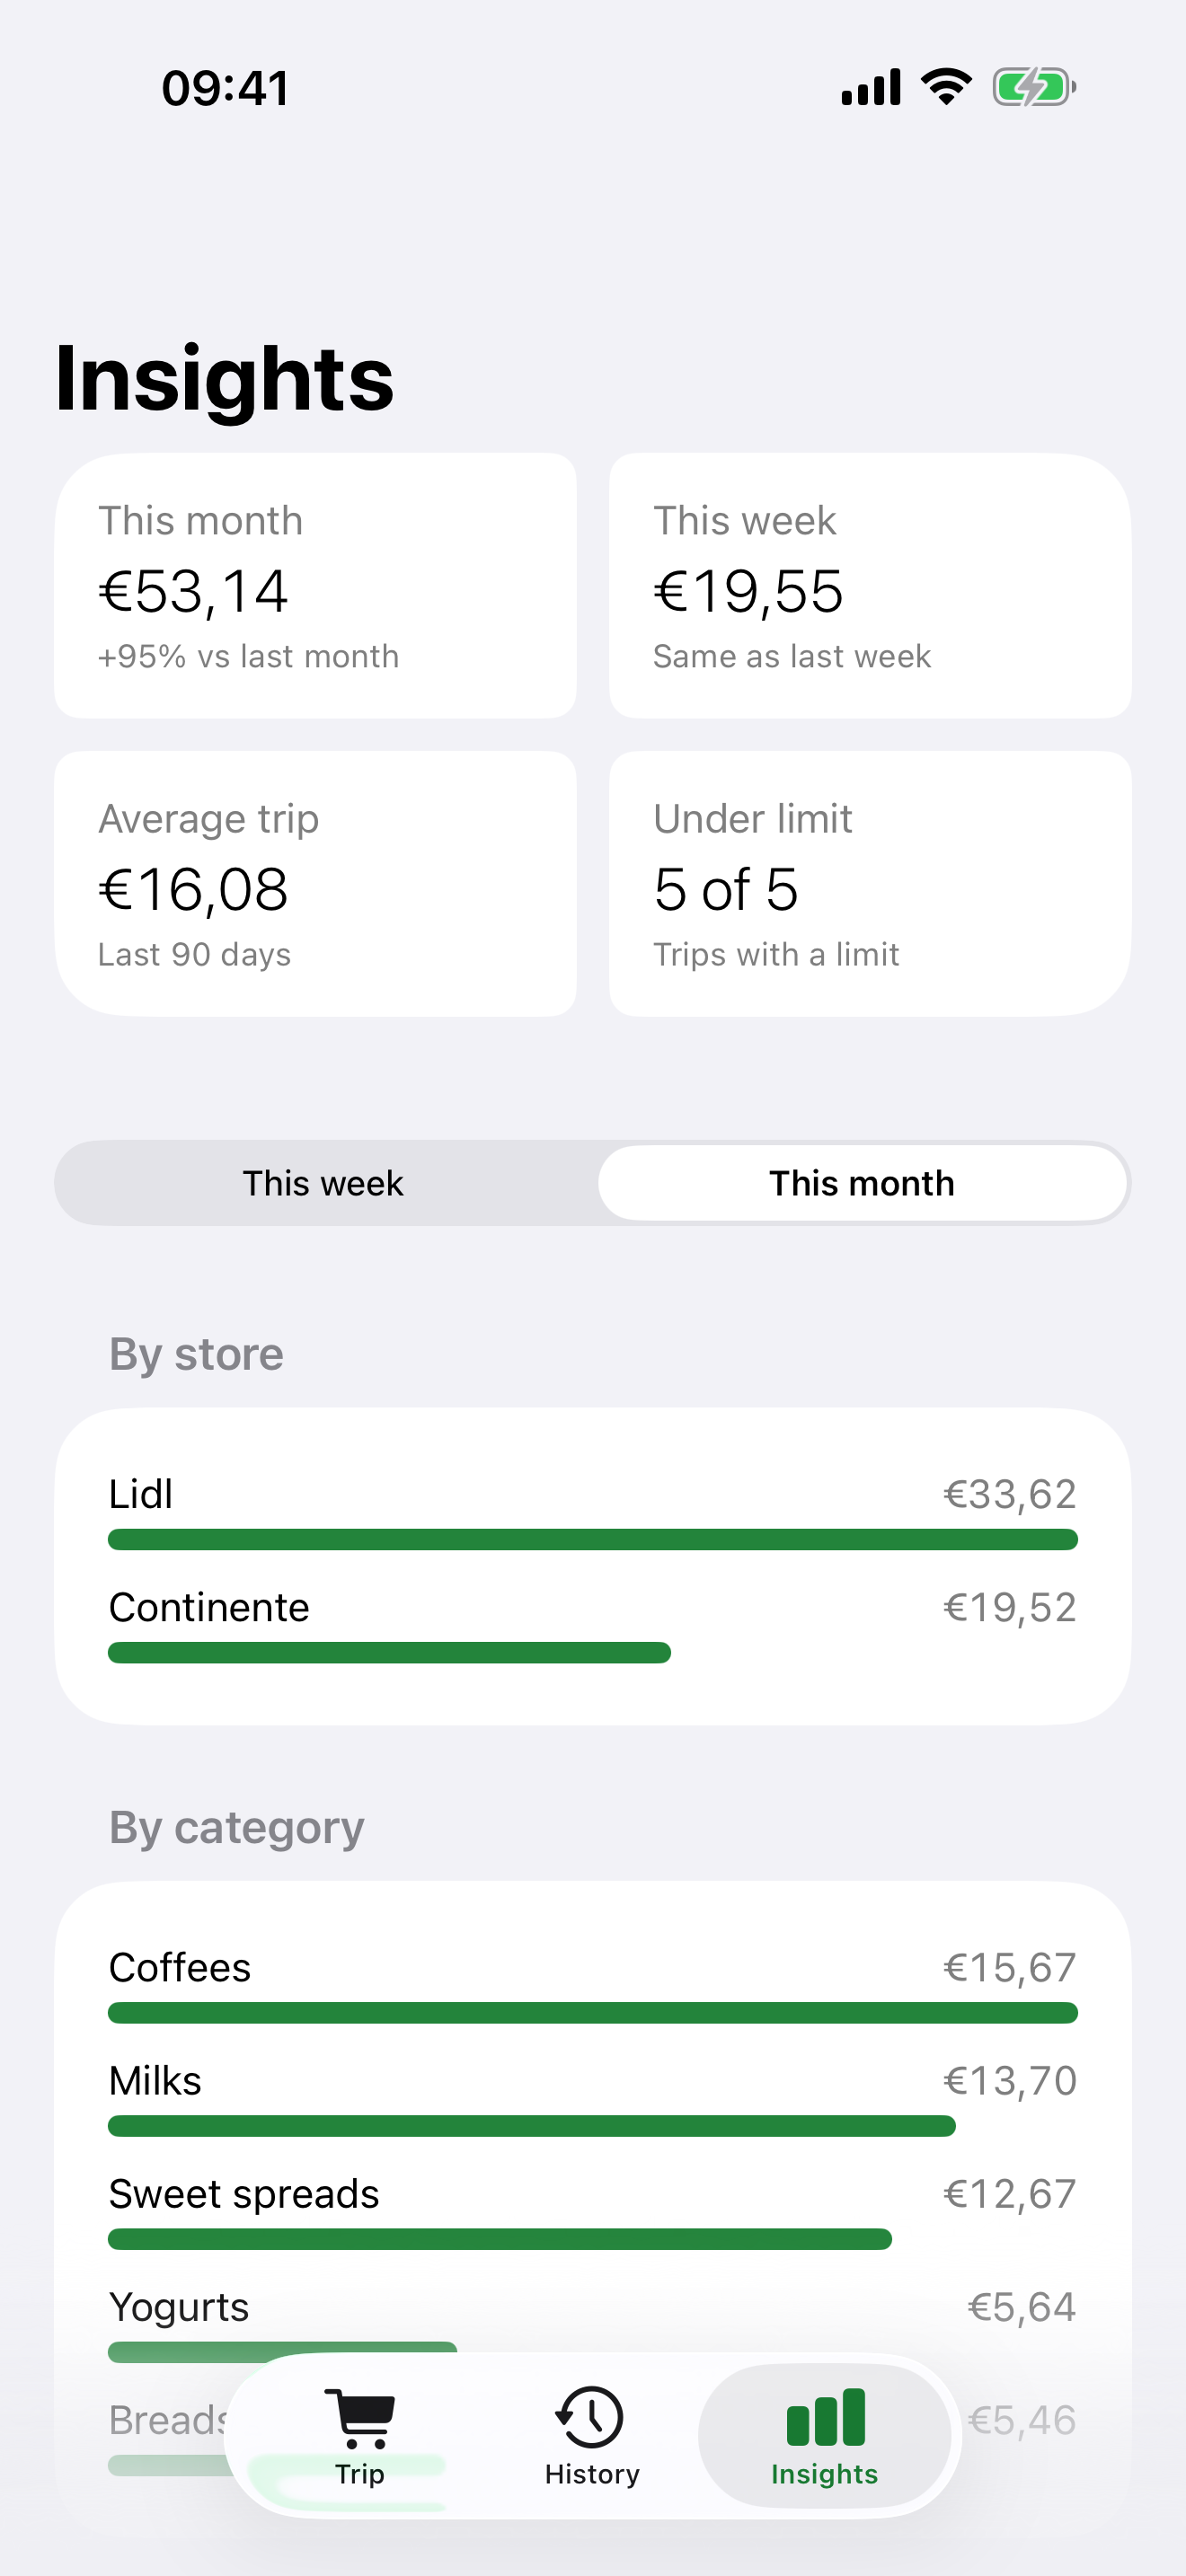 09:41
Insights
This month
€53,14
+95% vs last month
This week
€19,55
Same as last week
Average trip
€16,08
Last 90 days
Under limit
5 of 5
Trips with a limit
This week
This month
By store
Lidl €33,62
Continente €19,52
By category
Coffees €15,67
Milks €13,70
Sweet spreads €12,67
Yogurts €5,64
Breads €5,46
Trip
History
Insights